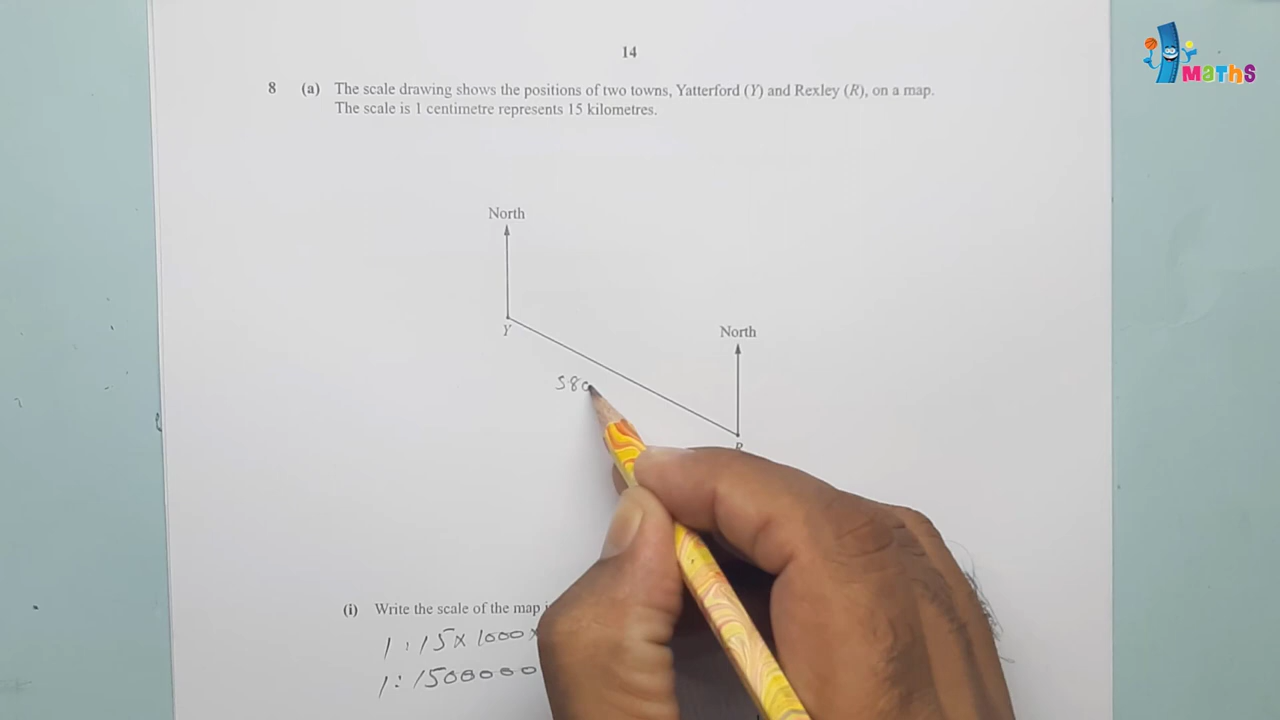 14
MaTHS
8 (a) The scale drawing shows the positions of two towns, Yatterford (Y) and Rexley (R), on a map.
The scale is 1 centimetre represents 15 kilometres.
North
Y
North
R
58
(i) Write the scale of the map
1 : 15 x 1000 x
1 : 1500000